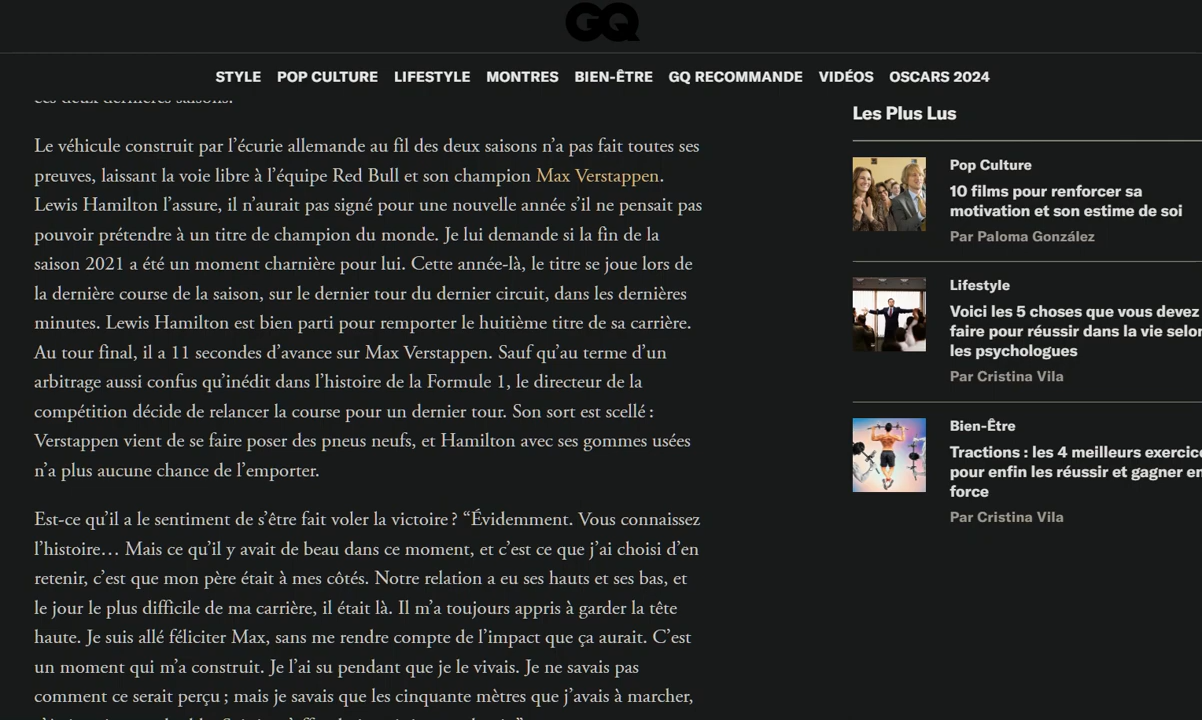 GQ
STYLE POP CULTURE LIFESTYLE MONTRES BIEN-ÊTRE GQ RECOMMANDE VIDÉOS OSCARS 2024
ces deux dernières saisons.
Le véhicule construit par l’écurie allemande au fil des deux saisons n’a pas fait toutes ses
preuves, laissant la voie libre à l’équipe Red Bull et son champion Max Verstappen.
Lewis Hamilton l’assure, il n’aurait pas signé pour une nouvelle année s’il ne pensait pas
pouvoir prétendre à un titre de champion du monde. Je lui demande si la fin de la
saison 2021 a été un moment charnière pour lui. Cette année-là, le titre se joue lors de
la dernière course de la saison, sur le dernier tour du dernier circuit, dans les dernières
minutes. Lewis Hamilton est bien parti pour remporter le huitième titre de sa carrière.
Au tour final, il a 11 secondes d’avance sur Max Verstappen. Sauf qu’au terme d’un
arbitrage aussi confus qu’inédit dans l’histoire de la Formule 1, le directeur de la
compétition décide de relancer la course pour un dernier tour. Son sort est scellé :
Verstappen vient de se faire poser des pneus neufs, et Hamilton avec ses gommes usées
n’a plus aucune chance de l’emporter.
Est-ce qu’il a le sentiment de s’être fait voler la victoire ? “Évidemment. Vous connaissez
l’histoire… Mais ce qu’il y avait de beau dans ce moment, et c’est ce que j’ai choisi d’en
retenir, c’est que mon père était à mes côtés. Notre relation a eu ses hauts et ses bas, et
le jour le plus difficile de ma carrière, il était là. Il m’a toujours appris à garder la tête
haute. Je suis allé féliciter Max, sans me rendre compte de l’impact que ça aurait. C’est
un moment qui m’a construit. Je l’ai su pendant que je le vivais. Je ne savais pas
comment ce serait perçu ; mais je savais que les cinquante mètres que j’avais à marcher,
Les Plus Lus
Pop Culture
10 films pour renforcer sa
motivation et son estime de soi
Par Paloma González
Lifestyle
Voici les 5 choses que vous devez
faire pour réussir dans la vie selon
les psychologues
Par Cristina Vila
Bien-Être
Tractions : les 4 meilleurs exercic
pour enfin les réussir et gagner en
force
Par Cristina Vila